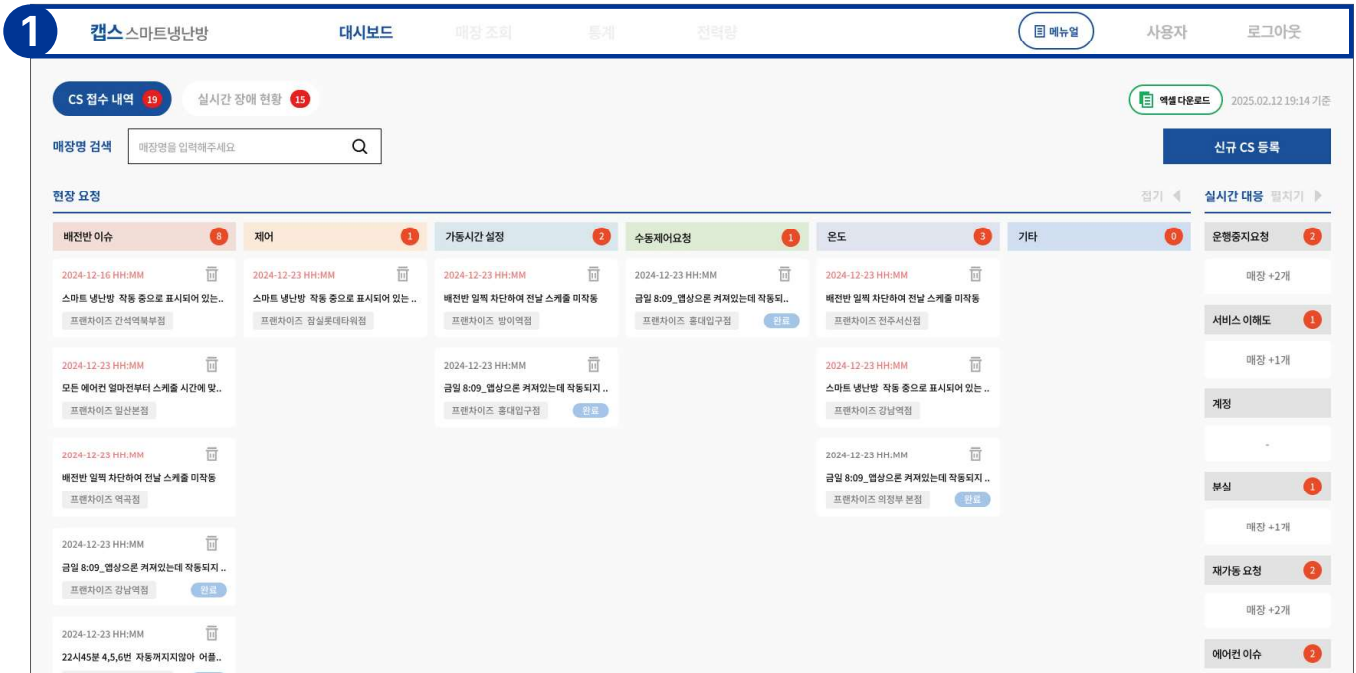 1
캡스 스마트냉난방
대시보드
매장 조회
통계
전력량
메뉴얼
사용자
로그아웃
CS 접수 내역 19
실시간 장애 현황 15
엑셀 다운로드
2025.02.12 19:14 기준
매장명 검색
매장명을 입력해주세요
신규 CS 등록
현장 요청
접기
실시간 대응 펼치기
배전반 이슈 8
2024-12-16 HH:MM
스마트 냉난방 작동 중으로 표시되어 있는..
프랜차이즈 간석역북부점
2024-12-23 HH:MM
모든 에어컨 얼마전부터 스케줄 시간에 맞..
프랜차이즈 일산본점
2024-12-23 HH:MM
배전반 일찍 차단하여 전날 스케줄 미작동
프랜차이즈 역곡점
2024-12-23 HH:MM
금일 8:09_앱상으론 켜져있는데 작동되지 ..
프랜차이즈 강남역점
완료
2024-12-23 HH:MM
22시45분 4,5,6번 자동꺼지지않아 어플..
제어 1
2024-12-23 HH:MM
스마트 냉난방 작동 중으로 표시되어 있는 ..
프랜차이즈 잠실롯데타워점
가동시간 설정 2
2024-12-23 HH:MM
배전반 일찍 차단하여 전날 스케줄 미작동
프랜차이즈 방이역점
2024-12-23 HH:MM
금일 8:09_앱상으론 켜져있는데 작동되지 ..
프랜차이즈 홍대입구점
완료
수동제어요청 1
2024-12-23 HH:MM
금일 8:09_앱상으론 켜져있는데 작동되..
프랜차이즈 홍대입구점
완료
온도 3
2024-12-23 HH:MM
배전반 일찍 차단하여 전날 스케줄 미작동
프랜차이즈 전주서신점
2024-12-23 HH:MM
스마트 냉난방 작동 중으로 표시되어 있는 ..
프랜차이즈 강남역점
2024-12-23 HH:MM
금일 8:09_앱상으론 켜져있는데 작동되지 ..
프랜차이즈 의정부 본점
완료
기타 0
운행중지요청 2
매장 +2개
서비스 이해도 1
매장 +1개
계정
-
분실 1
매장 +1개
재가동 요청 2
매장 +2개
에어컨 이슈 2